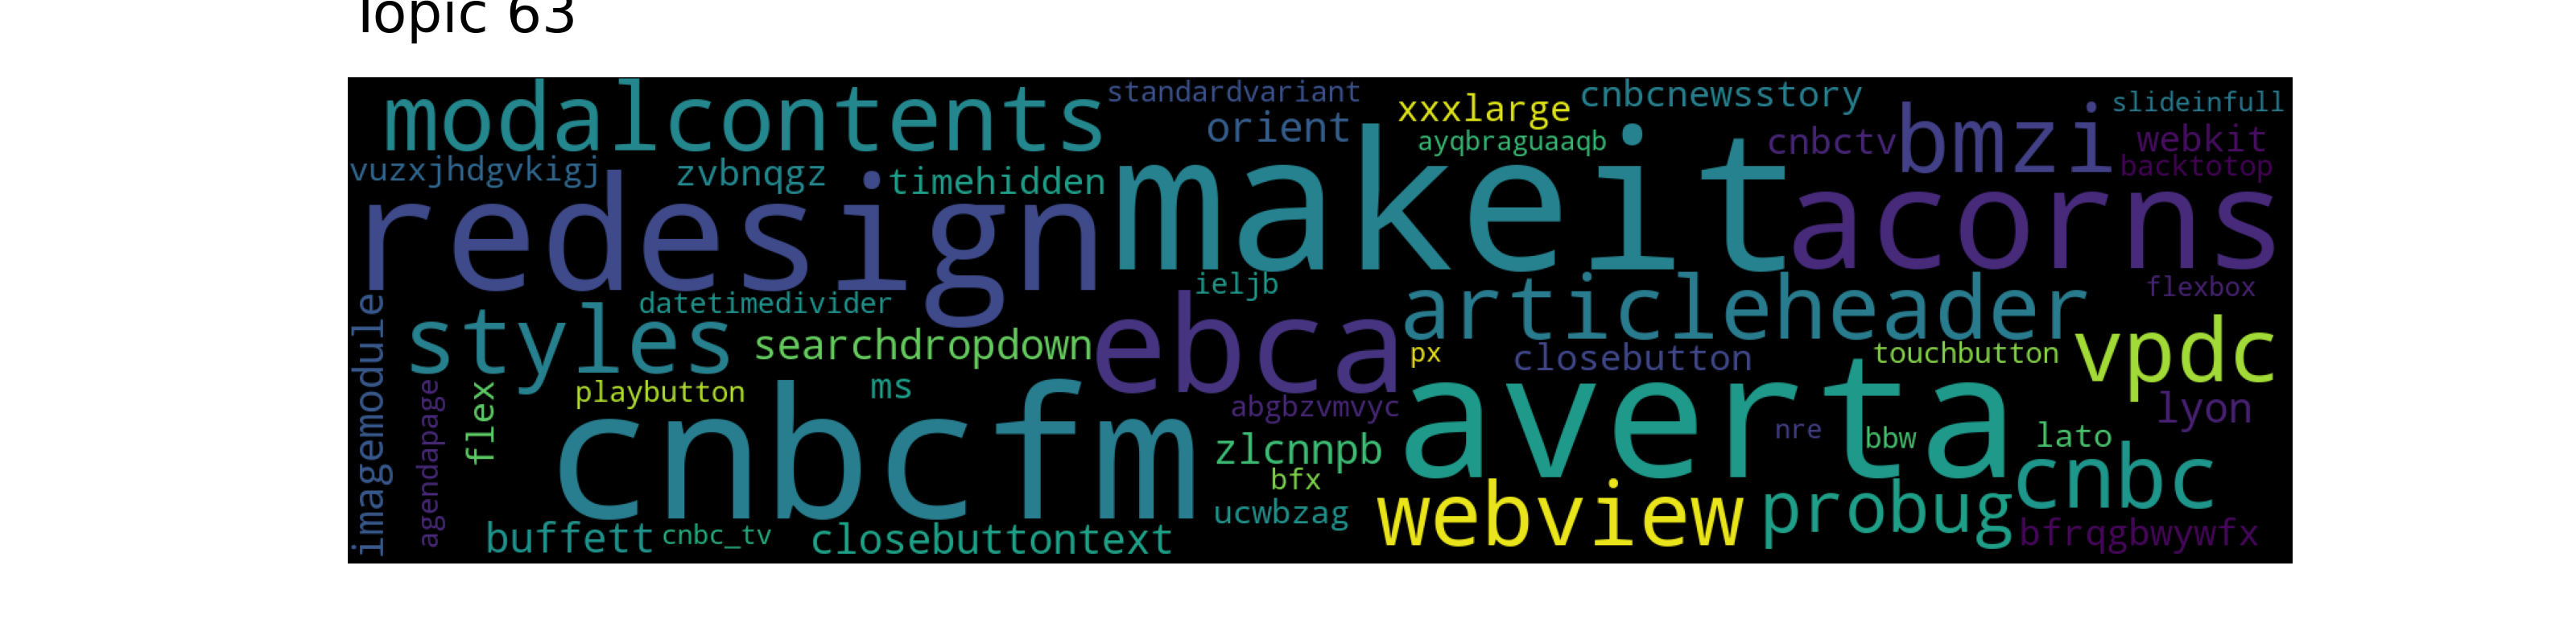 Topic 63
modalcontents
standardvariant
xxxlarge
cnbcnewsstory
slideinfull
orient
ayqbraguaaqb
cnbctv
bmzi
webkit
backtotop
vuzxjhdgvkigj
zvbnqgz
timehidden
makeit
redesign
acorns
ieljb
flexbox
datetimedivider
articleheader
styles
searchdropdown
ebca
px
closebutton
touchbutton
vpdc
imagemodule
agendapage
flex
playbutton
ms
abgbzvmvyc
averta
lyon
cnbcfm
zlcnnpb
nre
bbw
lato
bfx
cnbc
ucwbzag
webview
probug
buffett
cnbc_tv
closebuttontext
bfrqgbwywfx